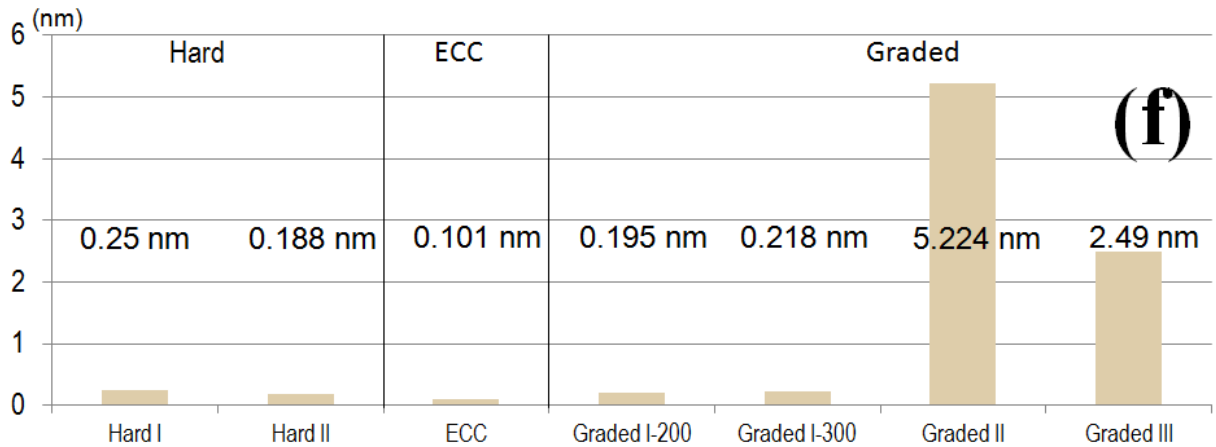 (nm)
6
Hard
ECC
Graded
5
(f)
4
3
0.25 nm
0.188 nm
0.101 nm
0.195 nm
0.218 nm
5.224 nm
2.49 nm
2
1
0
Hard I
Hard II
ECC
Graded I-200
Graded I-300
Graded II
Graded III